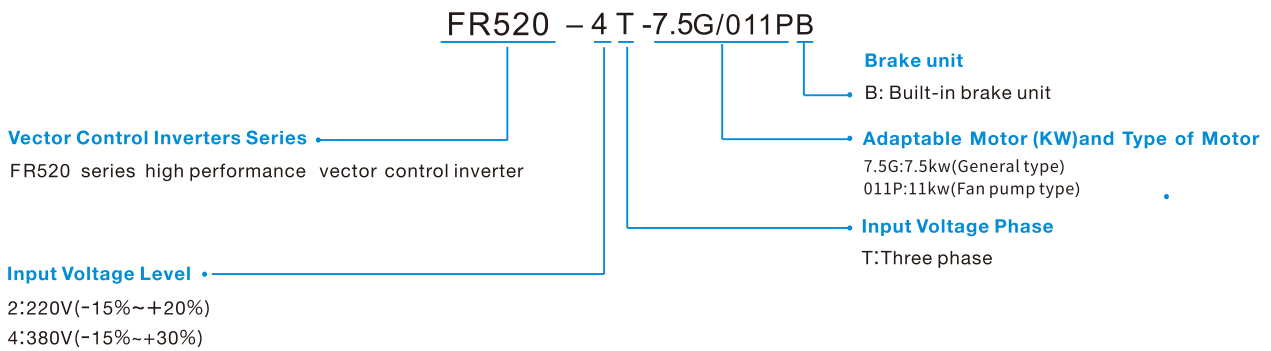 FR520 – 4 T -7.5G/011PB
Brake unit
B: Built-in brake unit
Vector Control Inverters Series
FR520 series high performance vector control inverter
Adaptable Motor (KW)and Type of Motor
7.5G:7.5kw(General type)
011P:11kw(Fan pump type)
Input Voltage Phase
T:Three phase
Input Voltage Level
2:220V(-15%~+20%)
4:380V(-15%~+30%)